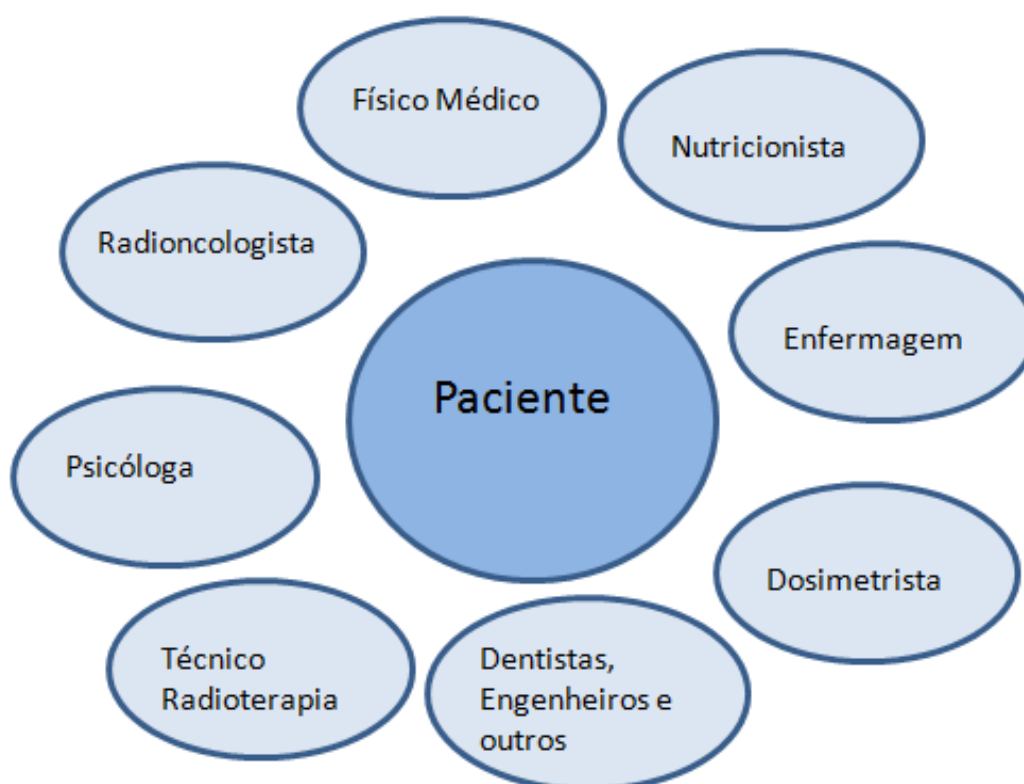 Físico Médico
Nutricionista
Radioncologista
Enfermagem
Paciente
Psicóloga
Dosimetrista
Técnico
Radioterapia
Dentistas,
Engenheiros e
outros